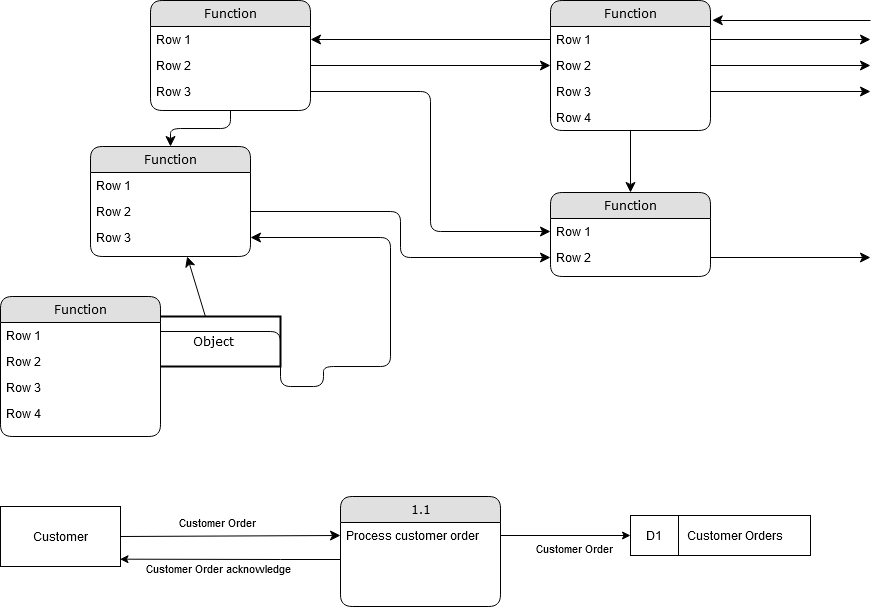 Function
Row 1
Row 2
Row 3
Function
Row 1
Row 2
Row 3
Row 4
Function
Row 1
Row 2
Row 3
Function
Row 1
Row 2
Function
Row 1
Row 2
Row 3
Row 4
Object
Customer
Customer Order
Customer Order acknowledge
1.1
Process customer order
Customer Order
D1
Customer Orders